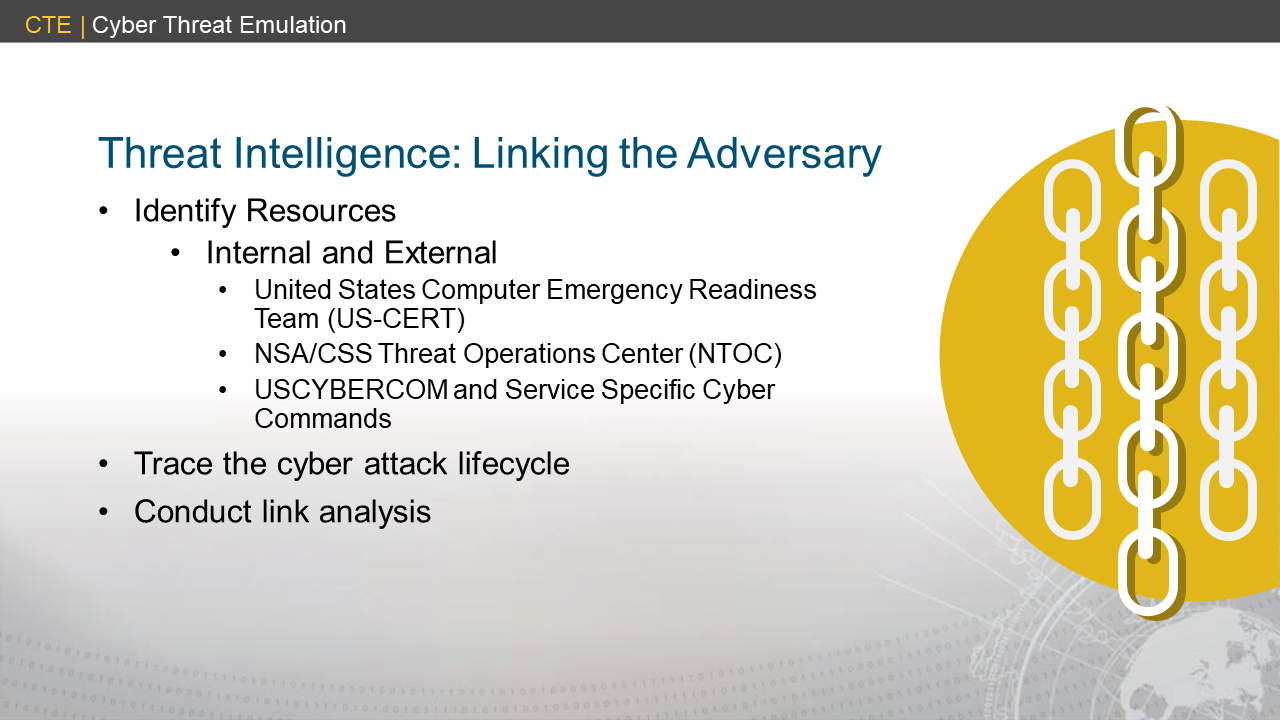 CTE | Cyber Threat Emulation
Threat Intelligence: Linking the Adversary
• Identify Resources
• Internal and External
• United States Computer Emergency Readiness
Team (US-CERT)
• NSA/CSS Threat Operations Center (NTOC)
• USCYBERCOM and Service Specific Cyber
Commands
• Trace the cyber attack lifecycle
• Conduct link analysis